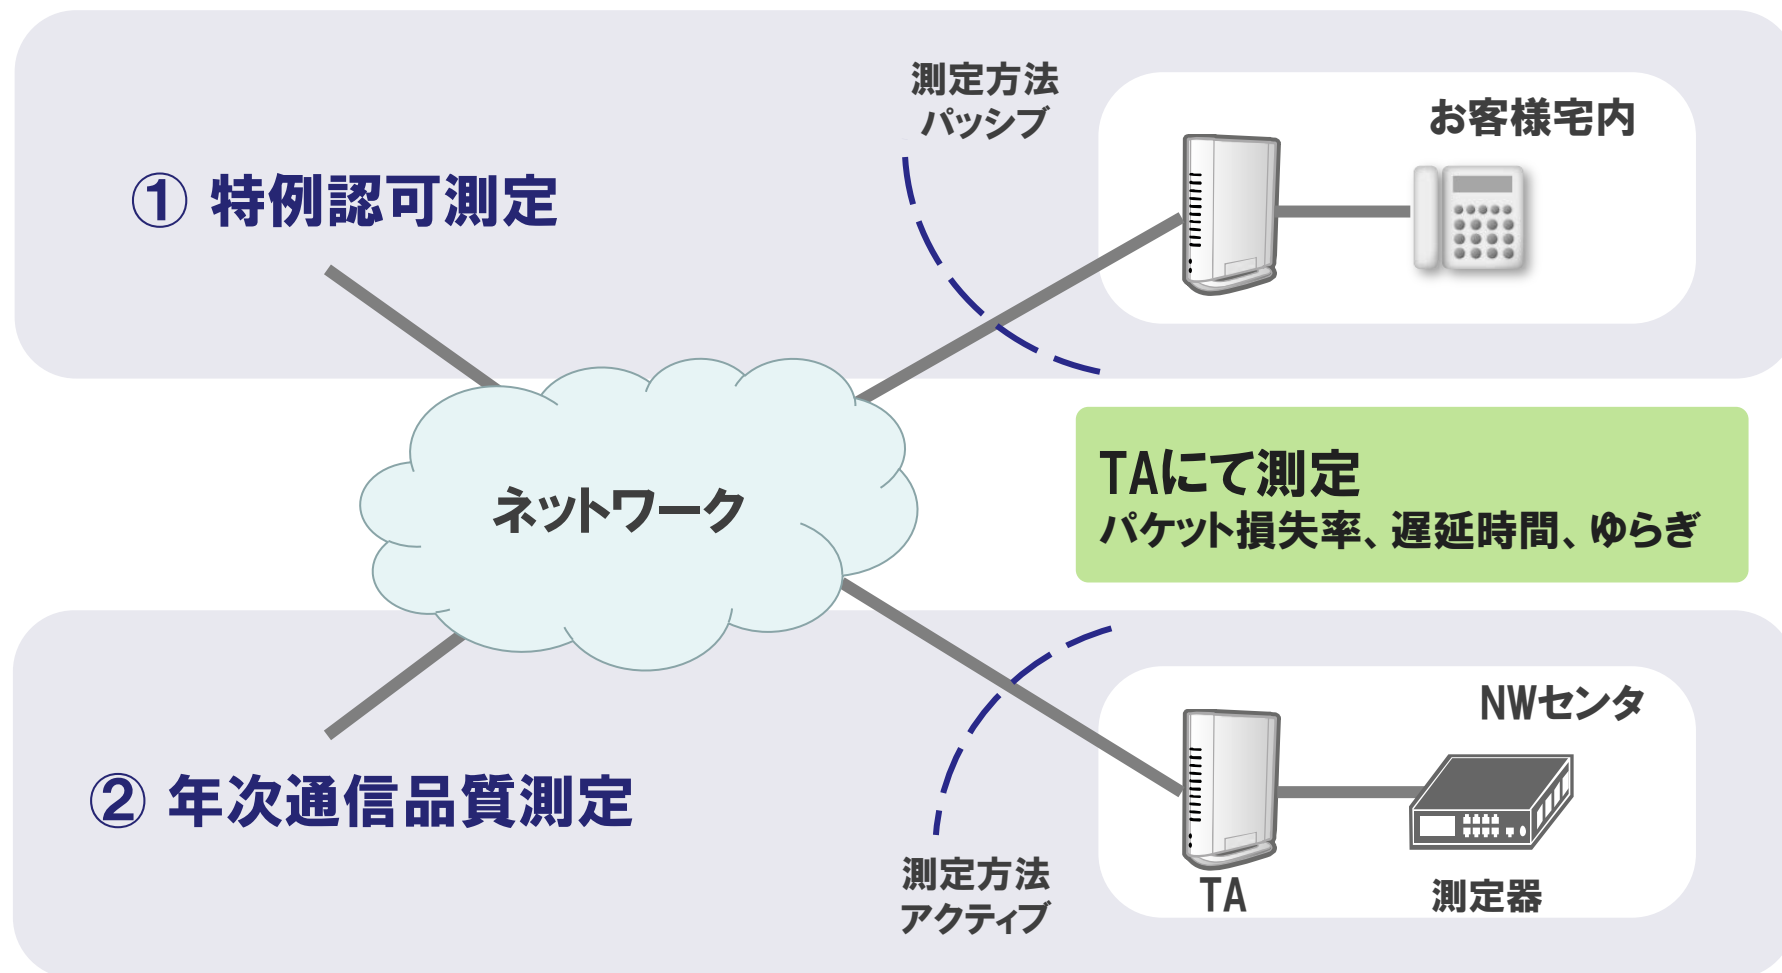 測定方法
パッシブ
お客様宅内
① 特例認可測定
TAにて測定
パケット損失率、遅延時間、ゆらぎ
ネットワーク
NWセンタ
② 年次通信品質測定
測定方法
アクティブ
TA
測定器